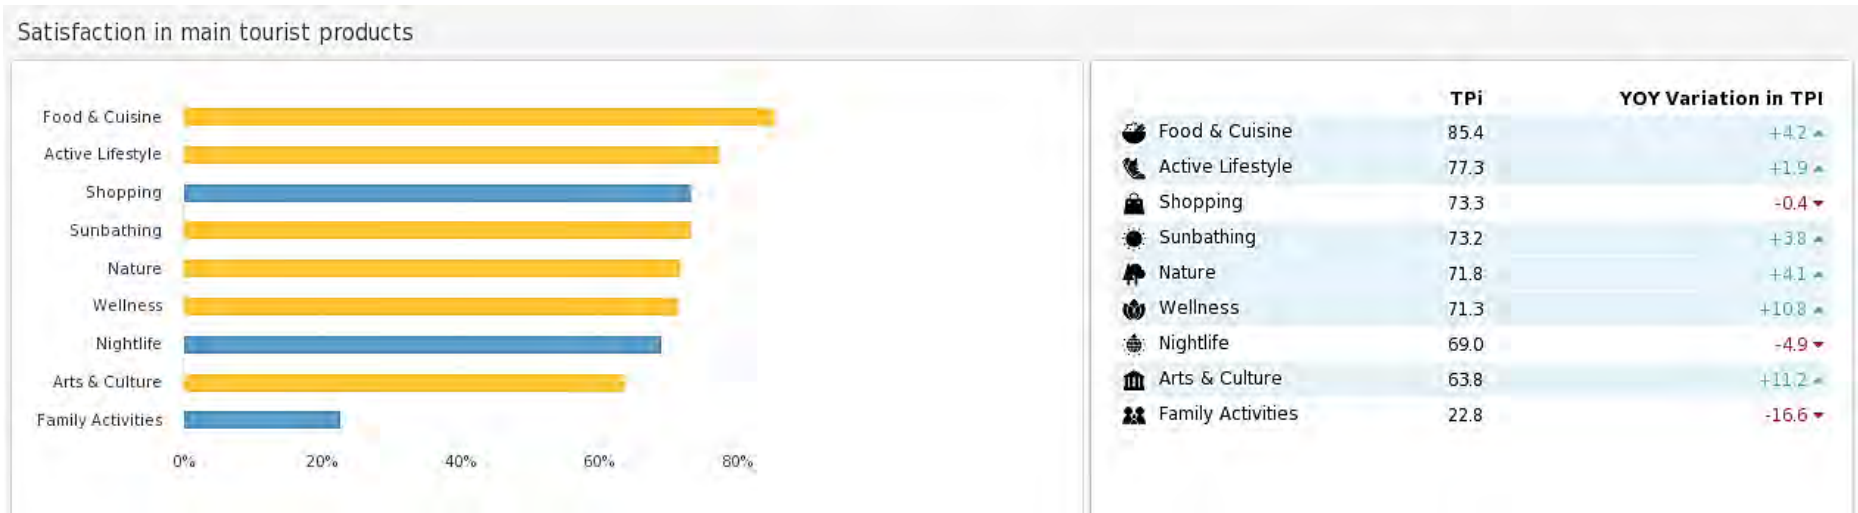 Satisfaction in main tourist products
Food & Cuisine
Active Lifestyle
Shopping
Sunbathing
Nature
Wellness
Nightlife
Arts & Culture
Family Activities
0% 20% 40% 60% 80%
TPi YOY Variation in TPI
Food & Cuisine 85.4 +4.2
Active Lifestyle 77.3 +1.9
Shopping 73.3 -0.4
Sunbathing 73.2 +3.8
Nature 71.8 +4.1
Wellness 71.3 +10.8
Nightlife 69.0 -4.9
Arts & Culture 63.8 +11.2
Family Activities 22.8 -16.6